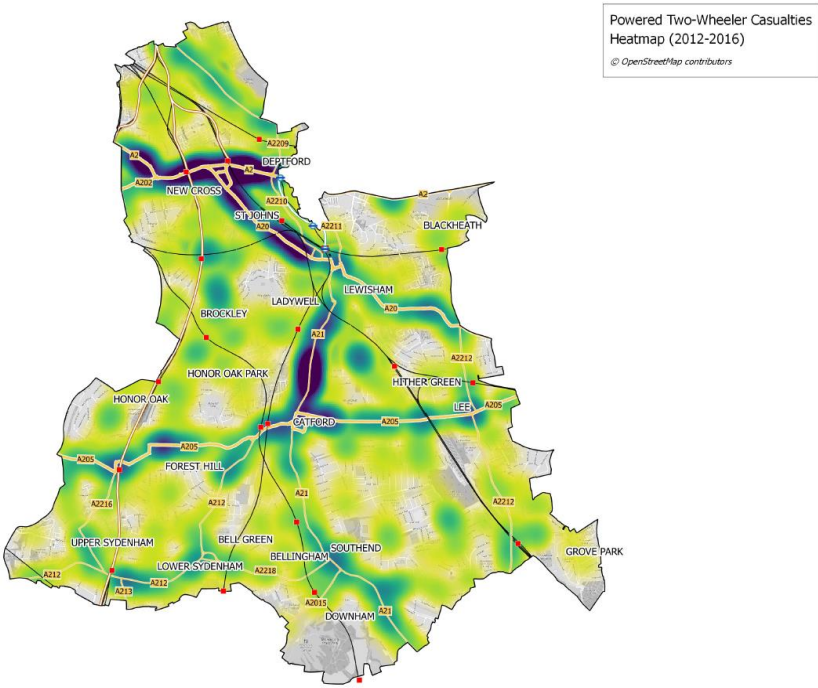 Powered Two-Wheeler Casualties
Heatmap (2012-2016)
© OpenStreetMap contributors
A2209
A2
DEPTFORD
A2
A202
NEW CROSS
A2
A2210
ST JOHNS
A20
A2211
BLACKHEATH
LEWISHAM
LADYWELL
A20
BROCKLEY
A21
A2212
HONOR OAK PARK
HITHER GREEN
HONOR OAK
LEE
A205
CATFORD
A205
A205
A205
FOREST HILL
A21
A2216
A212
A2212
UPPER SYDENHAM
BELL GREEN
SOUTHEND
GROVE PARK
BELLINGHAM
LOWER SYDENHAM
A2218
A212
A212
A213
A2015
A21
DOWNHAM